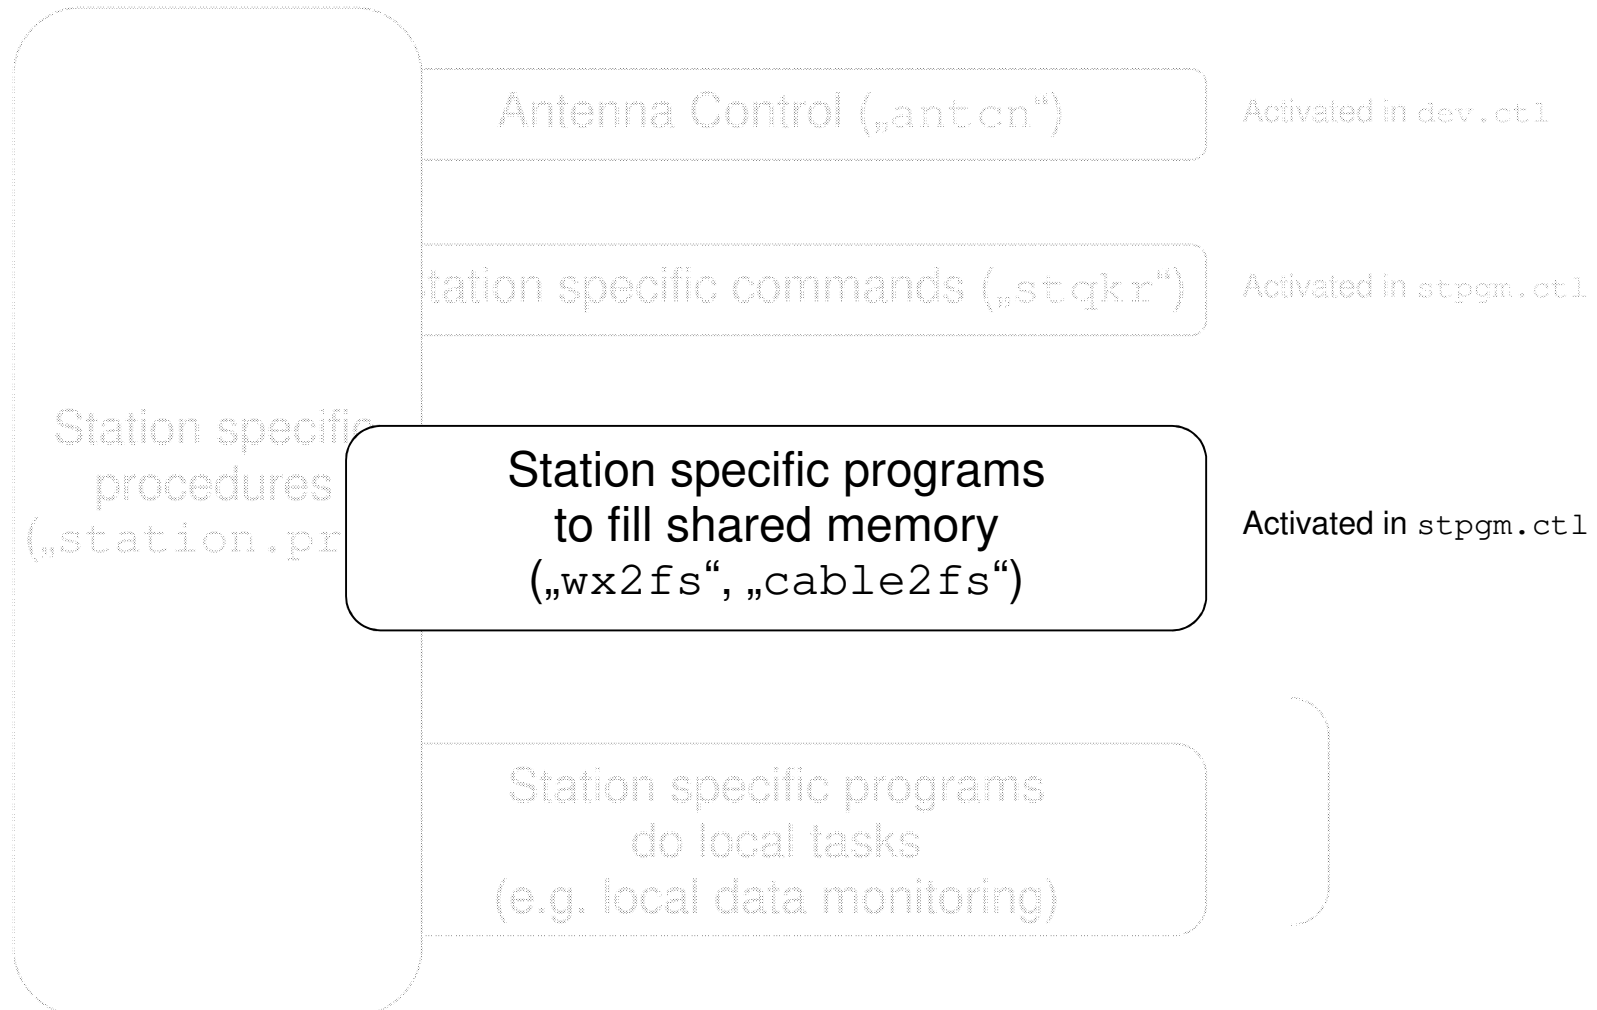 Antenna Control („antcn“)
Activated in dev.ctl
tation specific commands („stqkr“)
Activated in stpgm.ctl
Station specific
procedures
(„station.pr
Station specific programs
to fill shared memory
(„wx2fs“, „cable2fs“)
Activated in stpgm.ctl
Station specific programs
do local tasks
(e.g. local data monitoring)